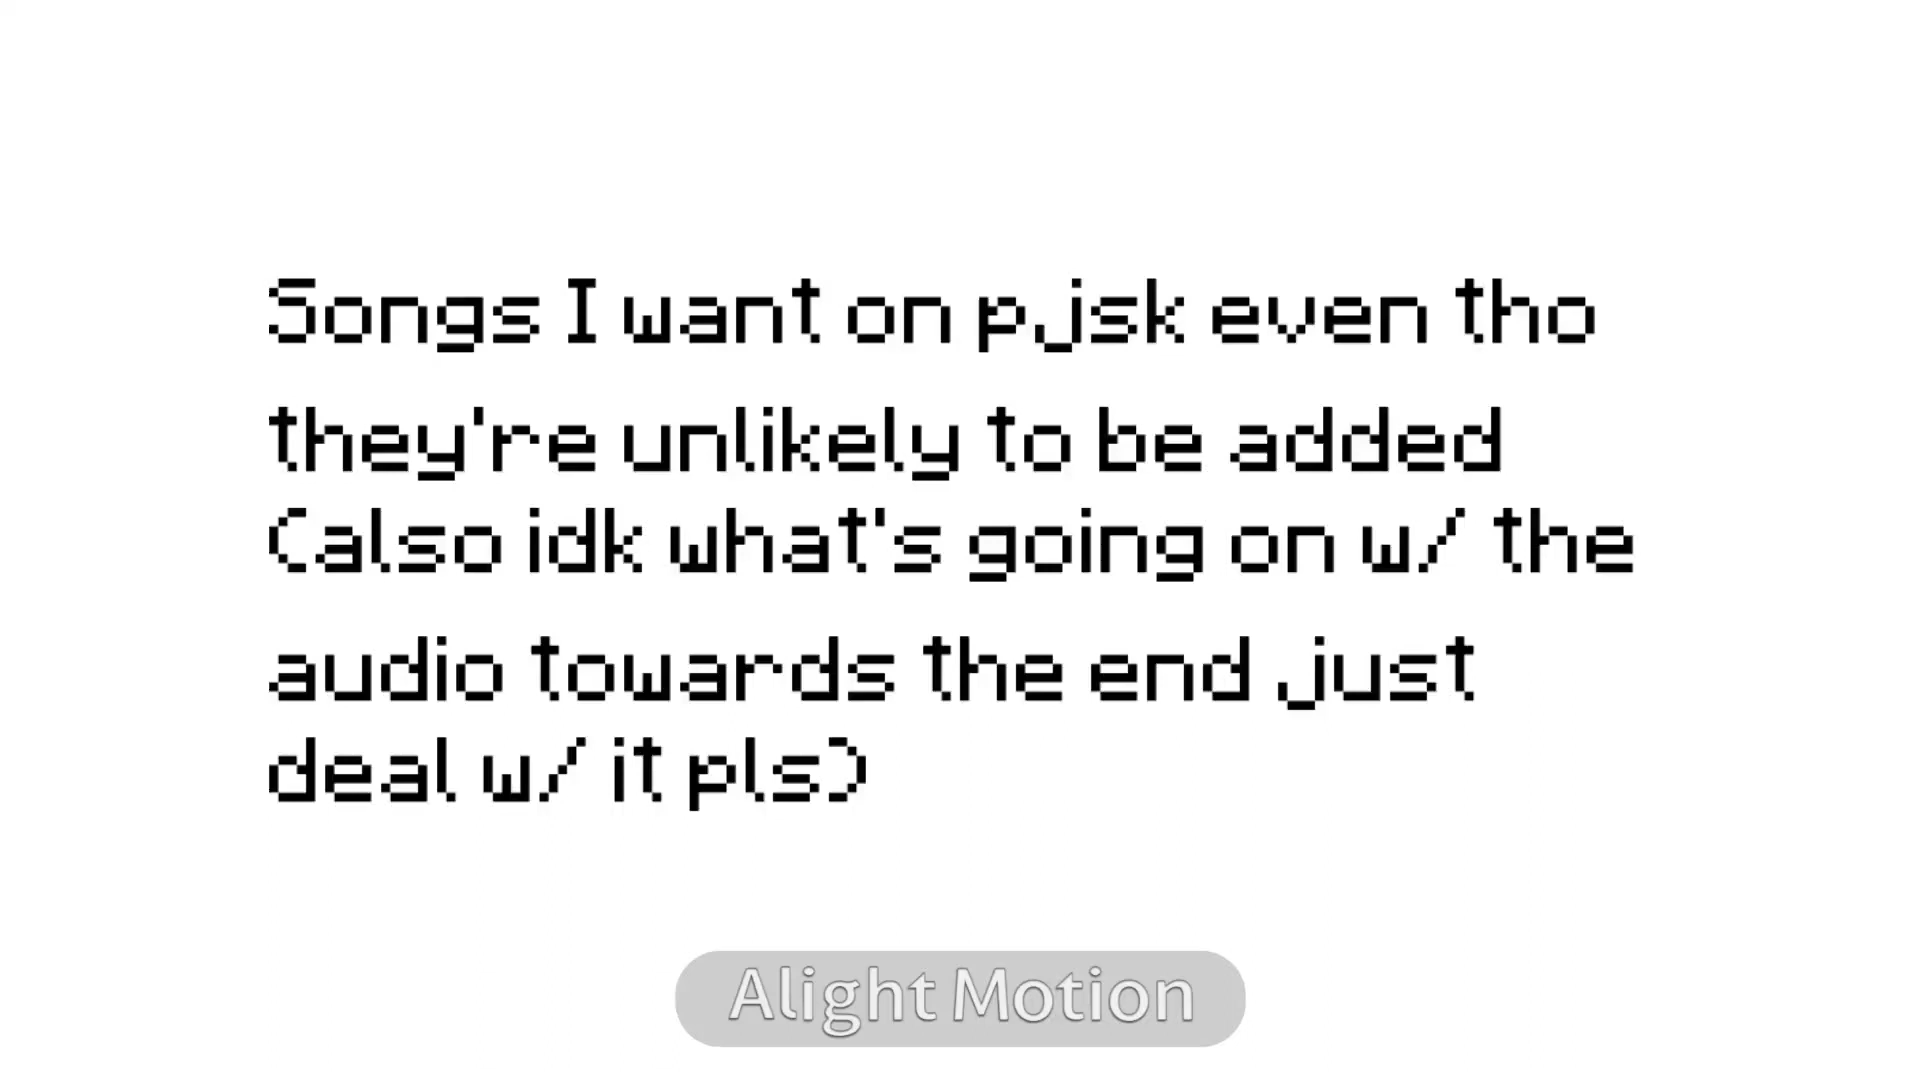 Songs I want on pjsk even tho
they're unlikely to be added
(also idk what's going on w/ the
audio towards the end just
deal w/ it pls)
Alight Motion